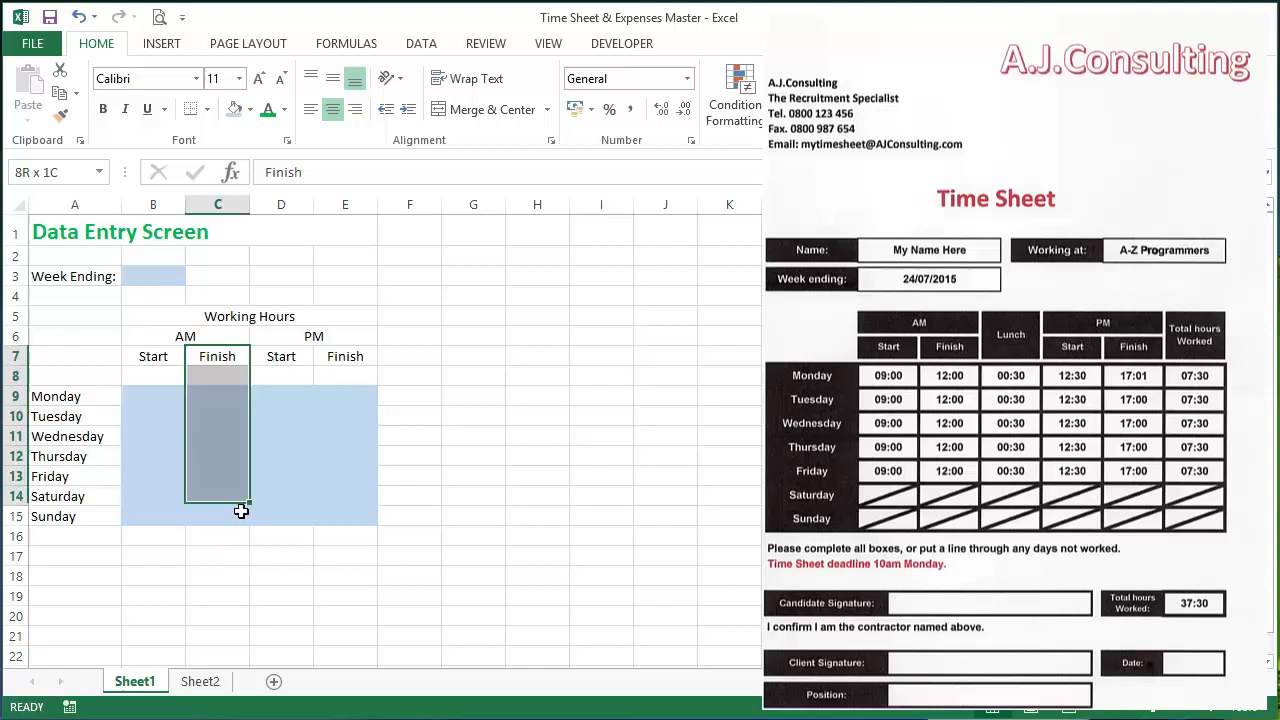 Time Sheet & Expenses Master - Excel
FILE HOME INSERT PAGE LAYOUT FORMULAS DATA REVIEW VIEW DEVELOPER
Paste
Calibri 11
B I U
Wrap Text
Merge & Center
General
% ,
Condition
Formatting
Clipboard Font Alignment Number
8R x 1C
fx Finish
A B C D E F G H I J K
1 Data Entry Screen
2
3 Week Ending:
4
5 Working Hours
6 AM PM
7 Start Finish Start Finish
8
9 Monday
10 Tuesday
11 Wednesday
12 Thursday
13 Friday
14 Saturday
15 Sunday
16
17
18
19
20
21
22
Sheet1 Sheet2
READY
A.J.Consulting
A.J.Consulting
The Recruitment Specialist
Tel. 0800 123 456
Fax. 0800 987 654
Email: mytimesheet@AJConsulting.com
Time Sheet
Name: My Name Here Working at: A-Z Programmers
Week ending: 24/07/2015
AM Lunch PM Total hours Worked
Start Finish Start Finish
Monday 09:00 12:00 00:30 12:30 17:01 07:30
Tuesday 09:00 12:00 00:30 12:30 17:00 07:30
Wednesday 09:00 12:00 00:30 12:30 17:00 07:30
Thursday 09:00 12:00 00:30 12:30 17:00 07:30
Friday 09:00 12:00 00:30 12:30 17:00 07:30
Saturday
Sunday
Please complete all boxes, or put a line through any days not worked.
Time Sheet deadline 10am Monday.
Candidate Signature: Total hours Worked: 37:30
I confirm I am the contractor named above.
Client Signature: Date:
Position: